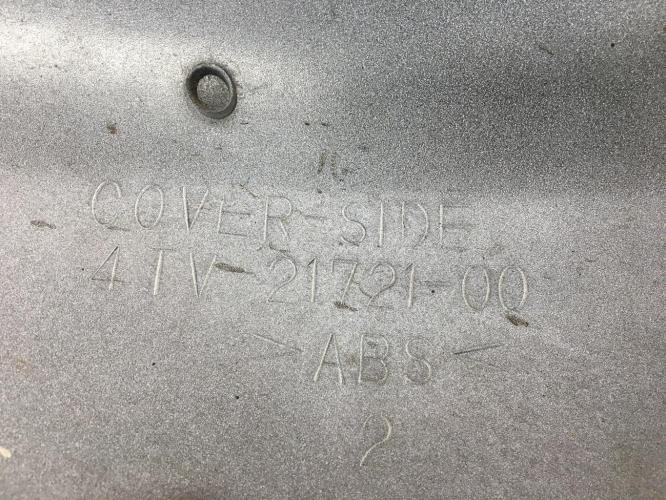 COVER-SIDE
4TV-21721-00
>ABS<
2